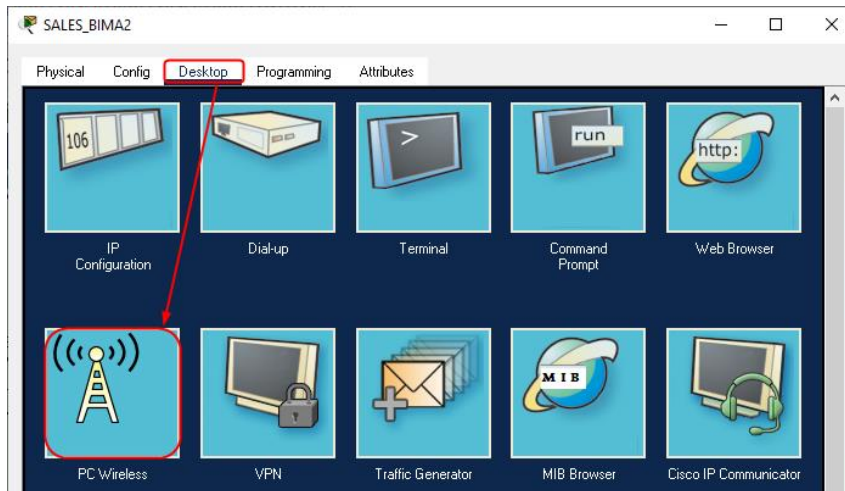 SALES_BIMA2
Physical Config Desktop Programming Attributes
106
>
run
http:
IP
Configuration
Dial-up
Terminal
Command
Prompt
Web Browser
MIB
PC Wireless
VPN
Traffic Generator
MIB Browser
Cisco IP Communicator